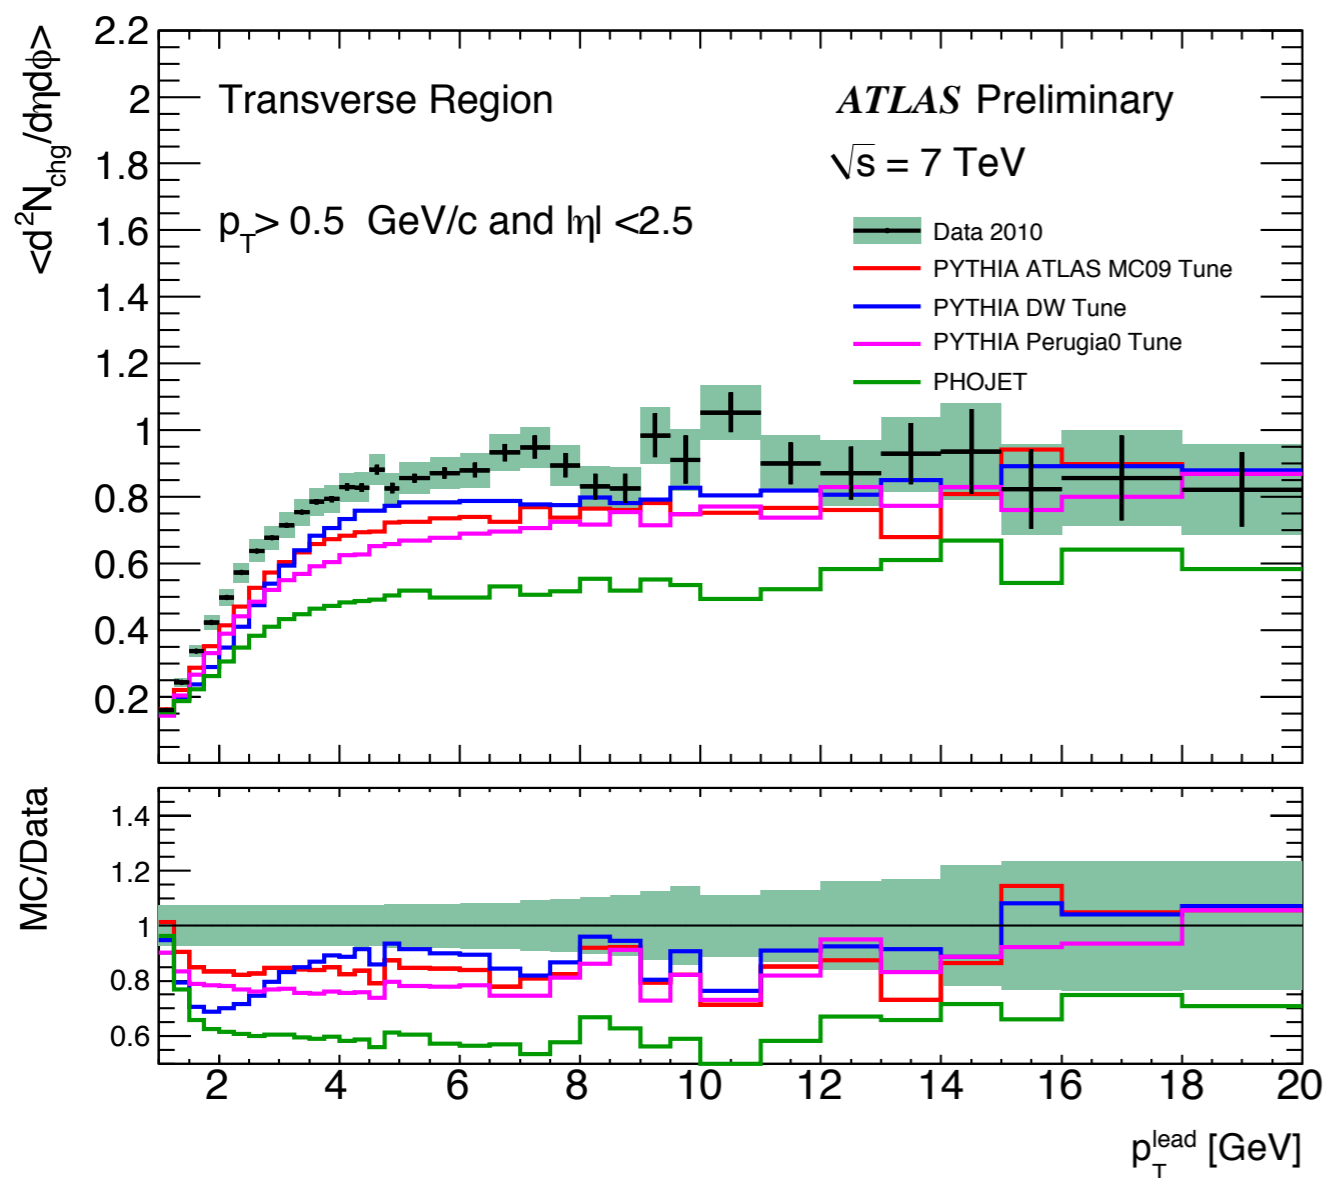 <d²N_chg/dηdϕ>
2.2
2
1.8
1.6
1.4
1.2
1
0.8
0.6
0.4
0.2
Transverse Region
ATLAS Preliminary
√s = 7 TeV
p_T> 0.5 GeV/c and |η| <2.5
Data 2010
PYTHIA ATLAS MC09 Tune
PYTHIA DW Tune
PYTHIA Perugia0 Tune
PHOJET
MC/Data
1.4
1.2
1
0.8
0.6
2 4 6 8 10 12 14 16 18 20
p_T^lead [GeV]